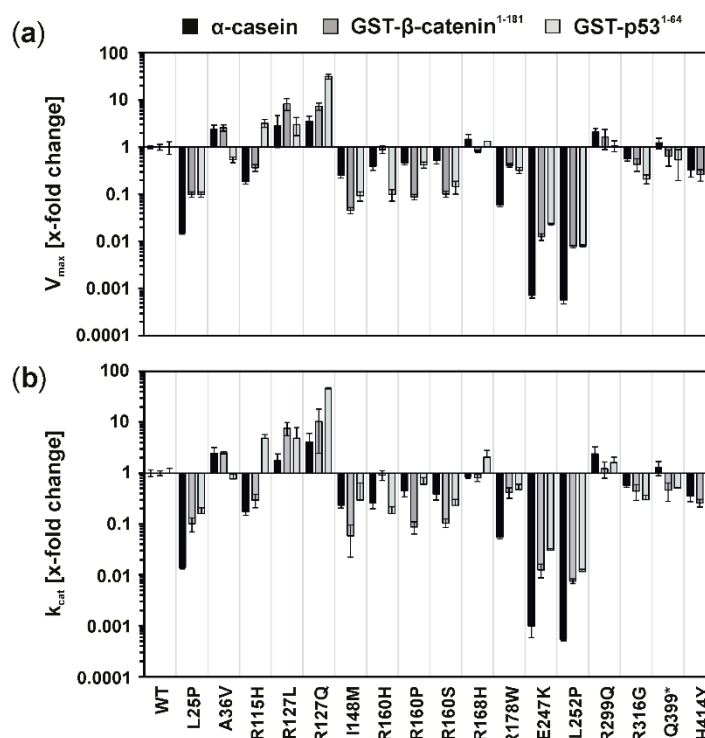 (a) α-casein GST-β-catenin¹⁻¹⁸¹ GST-p53¹⁻⁶⁴
Vmax [x-fold change]
100
10
1
0.1
0.01
0.001
0.0001
(b)
kcat [x-fold change]
100
10
1
0.1
0.01
0.001
0.0001
WT
L25P
A36V
R115H
R127L
R127Q
I148M
R160H
R160P
R160S
R168H
R178W
E247K
L252P
R299Q
R316G
Q399*
H414Y